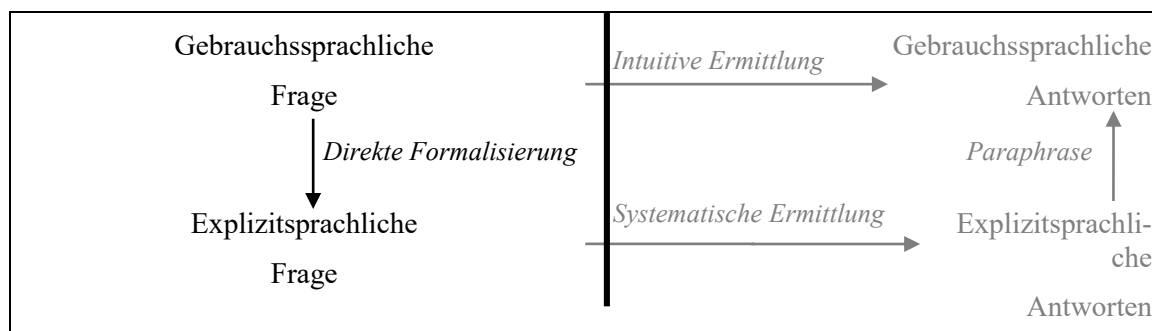 Gebrauchssprachliche
Frage
Intuitive Ermittlung
Gebrauchssprachliche
Antworten
Direkte Formalisierung
Paraphrase
Explizitsprachliche
Frage
Systematische Ermittlung
Explizitsprachli-
che
Antworten